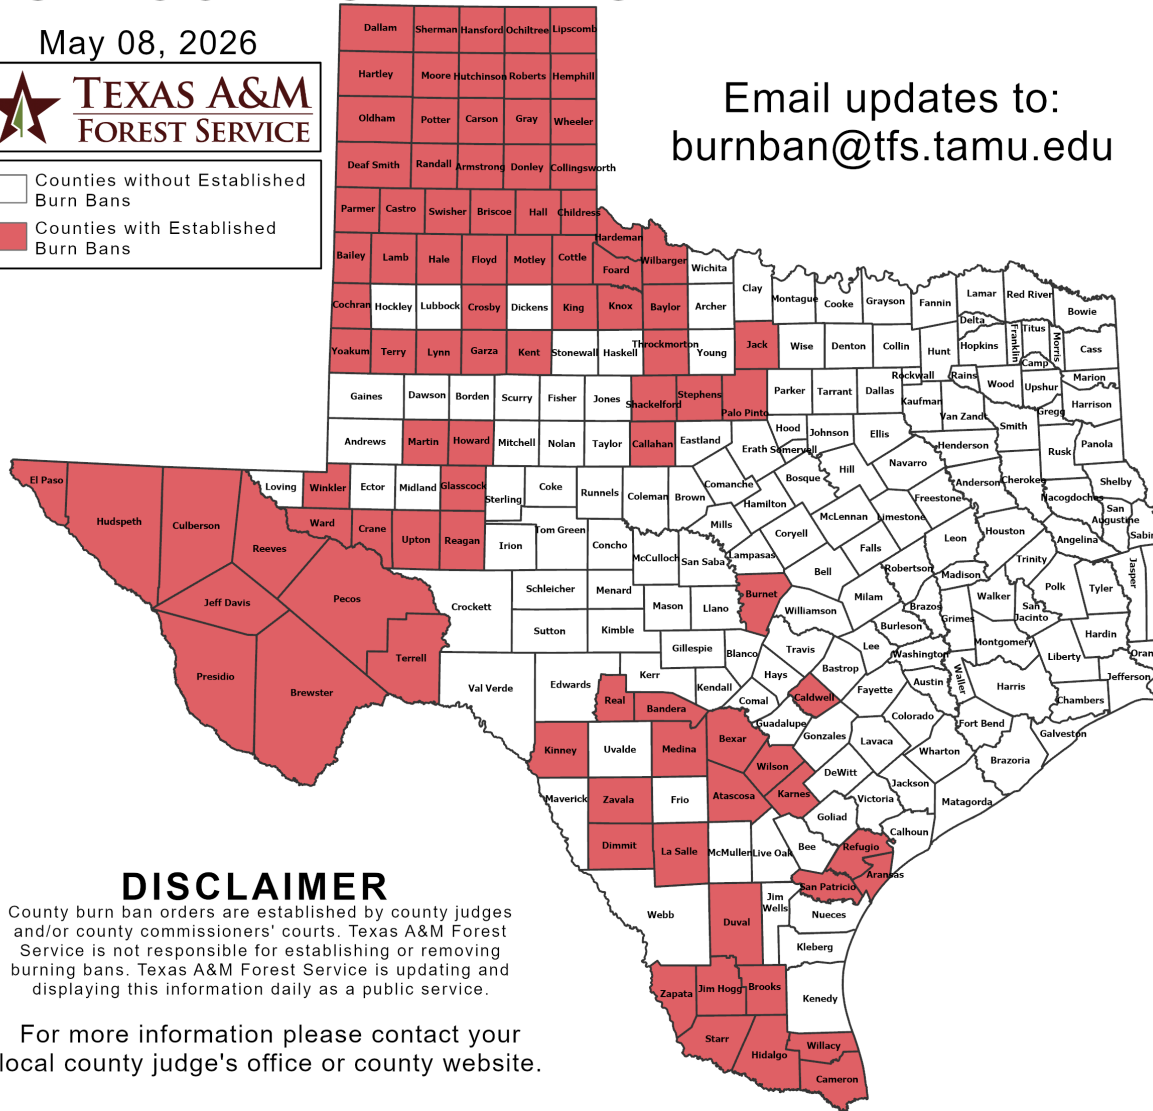 May 08, 2026
TEXAS A&M
FOREST SERVICE
Counties without Established
Burn Bans
Counties with Established
Burn Bans
Email updates to:
burnban@tfs.tamu.edu
Dallam Sherman Hansford Ochiltree Lipscomb
Hartley Moore Hutchinson Roberts Hemphill
Oldham Potter Carson Gray Wheeler
Deaf Smith Randall Armstrong Donley Collingsworth
Parmer Castro Swisher Briscoe Hall Childress
Hardeman
Bailey Lamb Hale Floyd Motley Cottle Foard Wilbarger Wichita
Clay
Cochran Hockley Lubbock Crosby Dickens King Knox Baylor Archer Montague Cooke Grayson Fannin Lamar Red River Bowie
Delta Franklin Titus Morris
Yoakum Terry Lynn Garza Kent Stonewall Haskell Throckmorton Young Jack Wise Denton Collin Hunt Hopkins Camp Cass
Rockwall Rains Wood Upshur Marion
Gaines Dawson Borden Scurry Fisher Jones Shackelford Stephens Palo Pinto Parker Tarrant Dallas Kaufman Van Zandt Gregg Harrison
Smith
Andrews Martin Howard Mitchell Nolan Taylor Callahan Eastland Erath Hood Somervell Johnson Ellis Henderson Rusk Panola
Loving Winkler Ector Midland Glasscock Sterling Coke Runnels Coleman Brown Comanche Bosque Hill Navarro Anderson Cherokee Shelby
Hamilton Freestone Nacogdoches San
Augustine
El Paso Hudspeth Culberson Reeves Ward Crane Upton Reagan Irion Tom Green Concho McCulloch San Saba Mills Lampasas Coryell McLennan Limestone Falls Leon Houston Angelina Sabin
Trinity Jasper
Jeff Davis Pecos Crockett Schleicher Menard Mason Llano Burnet Bell Milam Robertson Madison Walker Polk Tyler
Williamson Brazos Grimes San
Jacinto
Sutton Kimble Burleson Montgomery Hardin
Presidio Brewster Terrell Gillespie Blanco Travis Lee Washington Liberty Oran
Val Verde Edwards Kerr Kendall Hays Bastrop Austin Waller Harris Jefferson
Real Bandera Comal Caldwell Fayette Chambers
Guadalupe Colorado Fort Bend Galveston
Kinney Uvalde Medina Bexar Gonzales Lavaca Wharton Brazoria
Wilson DeWitt
Maverick Zavala Frio Atascosa Karnes Victoria Jackson Matagorda
Goliad Calhoun
Dimmit La Salle McMullen Live Oak Bee Refugio
Aransas
San Patricio
Webb Duval Jim
Wells Nueces
Kleberg
Zapata Jim Hogg Brooks Kenedy
Starr Hidalgo Willacy
Cameron
DISCLAIMER
County burn ban orders are established by county judges
and/or county commissioners' courts. Texas A&M Forest
Service is not responsible for establishing or removing
burning bans. Texas A&M Forest Service is updating and
displaying this information daily as a public service.
For more information please contact your
local county judge's office or county website.